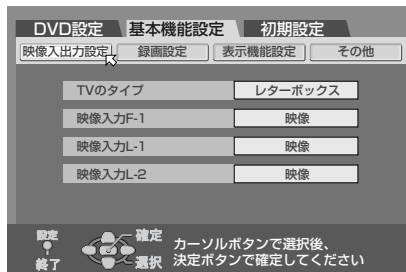 DVD設定 基本機能設定 初期設定
映像入出力設定 録画設定 表示機能設定 その他
TVのタイプ レターボックス
映像入力F-1 映像
映像入力L-1 映像
映像入力L-2 映像
設定 確定 カーソルボタンで選択後、
終了 選択 決定ボタンで確定してください